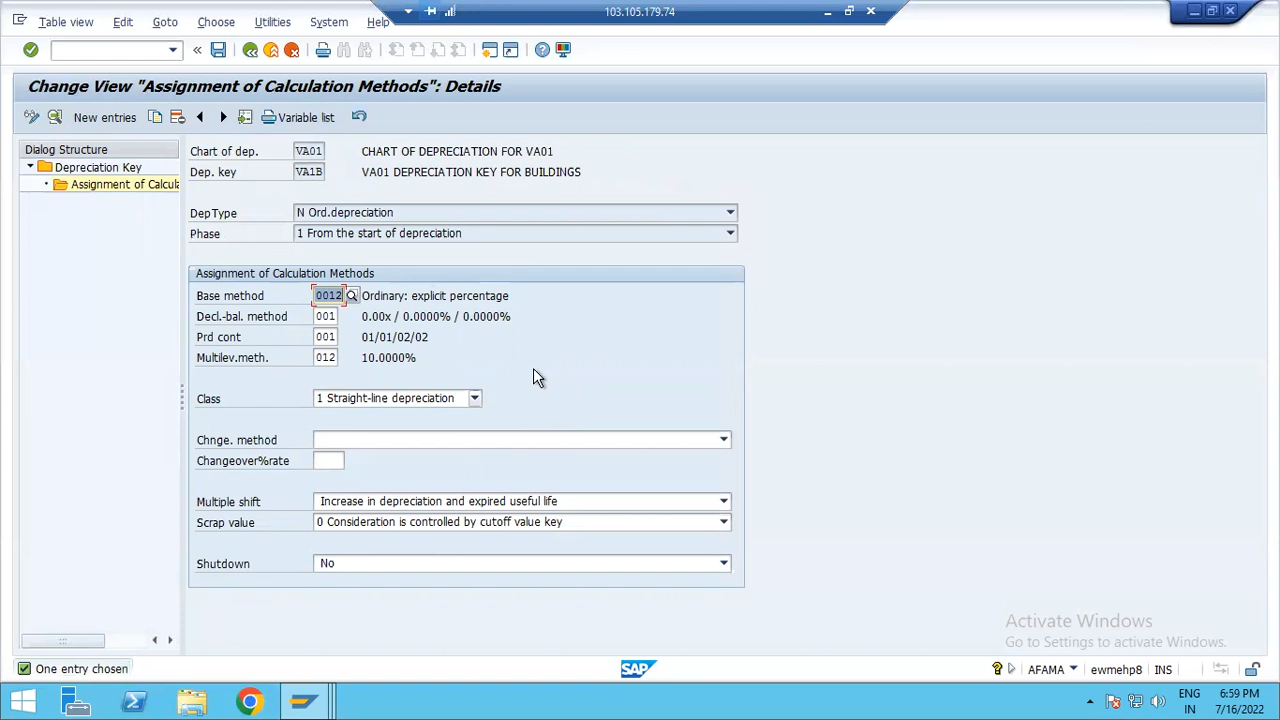 Table view Edit Goto Choose Utilities System Help
103.105.179.74
Change View "Assignment of Calculation Methods": Details
New entries Variable list
Dialog Structure
Depreciation Key
Assignment of Calcula
Chart of dep. VA01 CHART OF DEPRECIATION FOR VA01
Dep. key VA1B VA01 DEPRECIATION KEY FOR BUILDINGS
DepType N Ord.depreciation
Phase 1 From the start of depreciation
Assignment of Calculation Methods
Base method 0012 Ordinary: explicit percentage
Decl.-bal. method 001 0.00x / 0.0000% / 0.0000%
Prd cont 001 01/01/02/02
Multilev.meth. 012 10.0000%
Class 1 Straight-line depreciation
Chnge. method
Changeover%rate
Multiple shift Increase in depreciation and expired useful life
Scrap value 0 Consideration is controlled by cutoff value key
Shutdown No
Activate Windows
Go to Settings to activate Windows.
One entry chosen
SAP
AFAMA ewmehp8 INS
ENG 6:59 PM
IN 7/16/2022